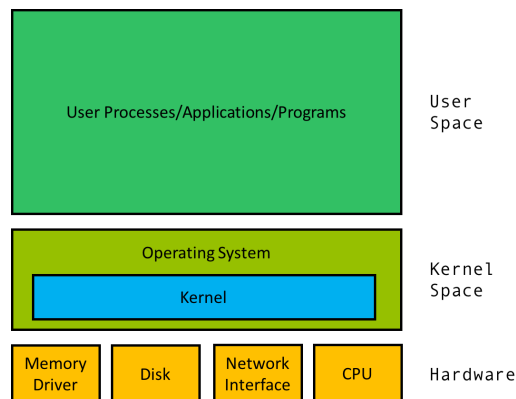 User Processes/Applications/Programs
User
Space
Operating System
Kernel
Kernel
Space
Memory
Driver
Disk
Network
Interface
CPU
Hardware